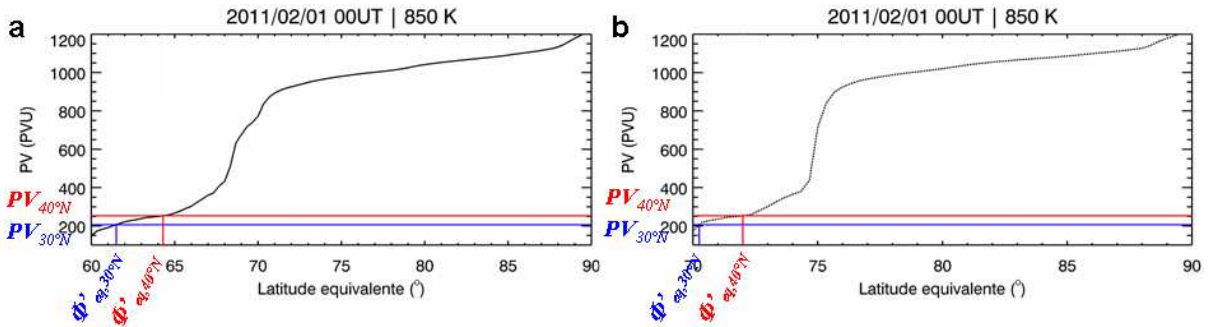 a
2011/02/01 00UT | 850 K
PV (PVU)
1200
1000
800
600
400
200
PV40°N
PV30°N
60 65 70 75 80 85 90
Latitude equivalente (°)
Φ'eq,30°N
Φ'eq,40°N
b
2011/02/01 00UT | 850 K
PV (PVU)
1200
1000
800
600
400
200
PV40°N
PV30°N
70 75 80 85 90
Latitude equivalente (°)
Φ'eq,30°N
Φ'eq,40°N